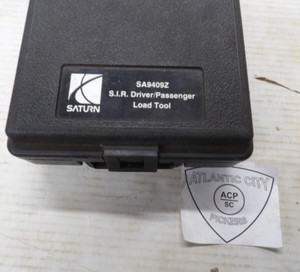 SA9409Z
S.I.R. Driver/Passenger
Load Tool
SATURN
ATLANTIC CITY
ACP
SC
PICKERS